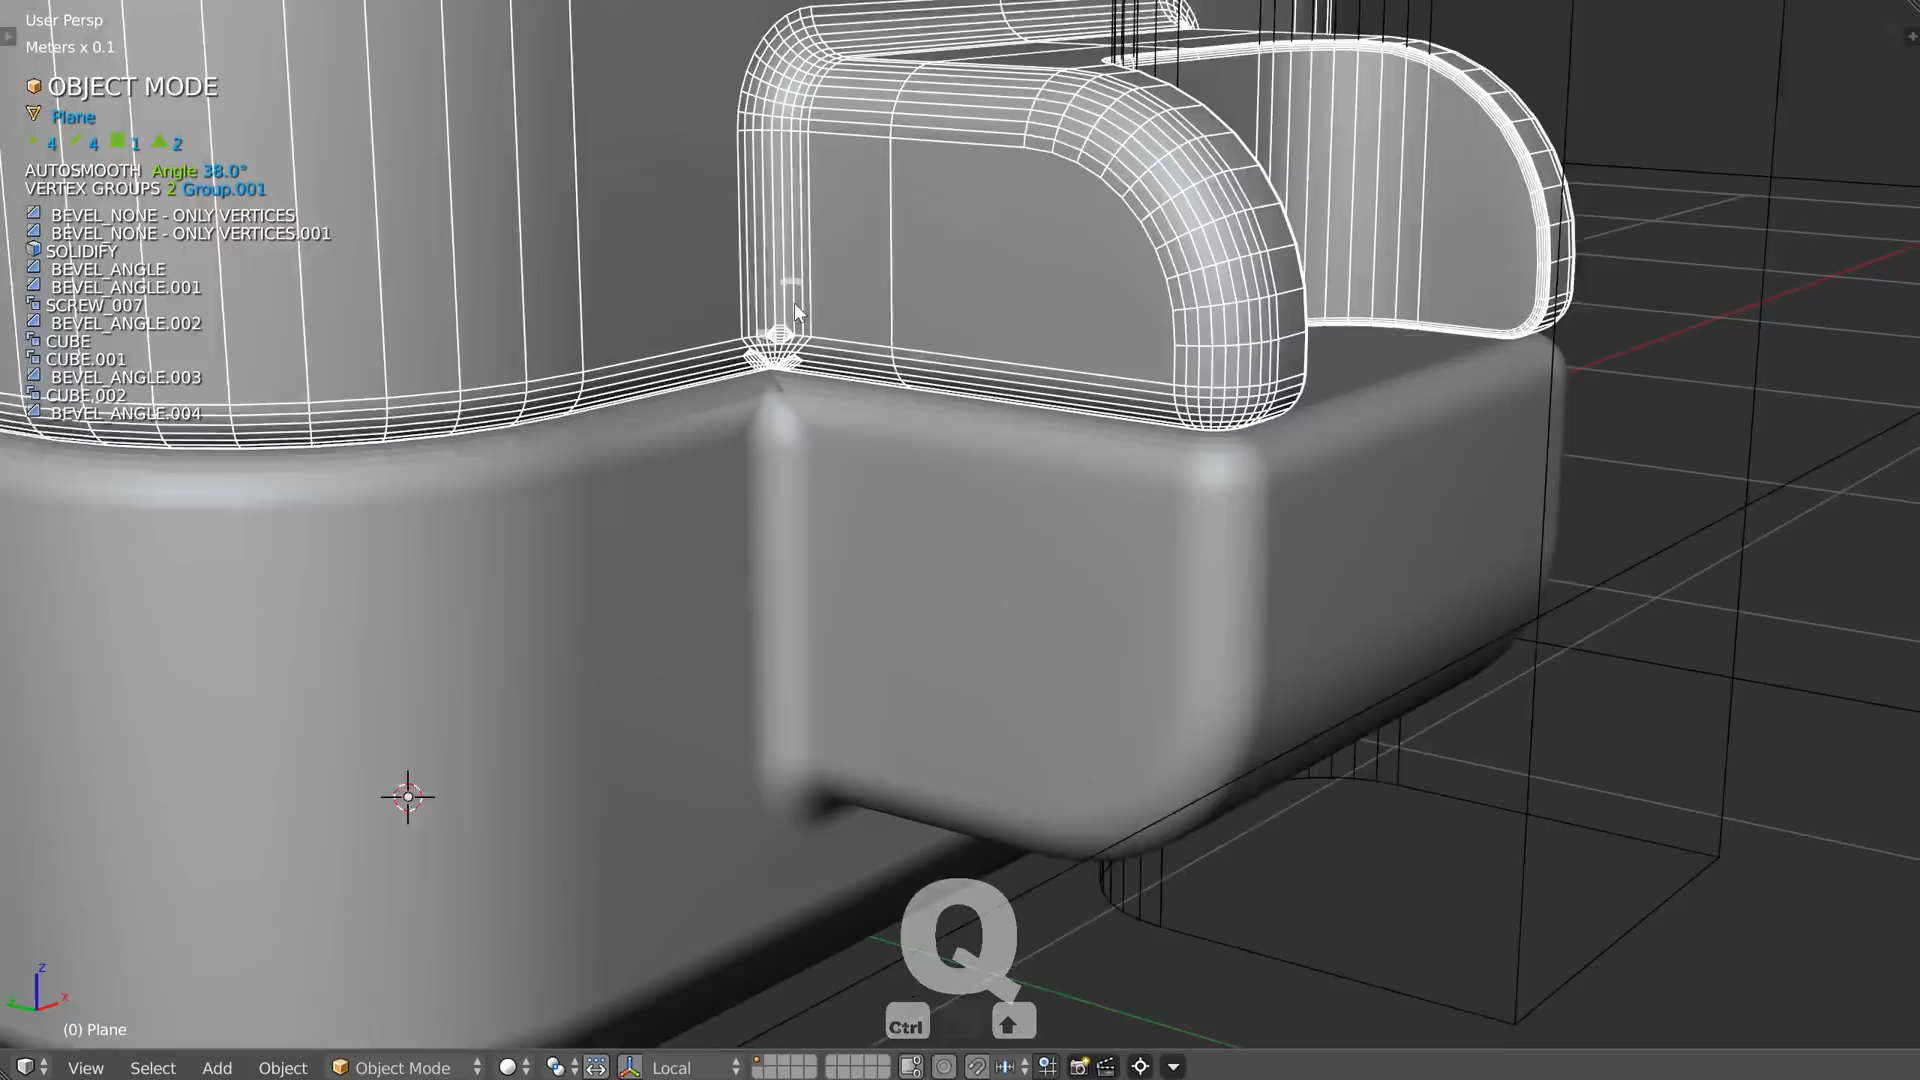 User Persp
Meters x 0.1
OBJECT MODE
Plane
4 4 1 2
AUTOSMOOTH Angle 38.0°
VERTEX GROUPS 2 Group.001
BEVEL_NONE - ONLY VERTICES
BEVEL_NONE - ONLY VERTICES.001
SOLIDIFY
BEVEL_ANGLE
BEVEL_ANGLE.001
SCREW_007
BEVEL_ANGLE.002
CUBE
CUBE.001
BEVEL_ANGLE.003
CUBE.002
BEVEL_ANGLE.004
Q
Ctrl
z
x
(0) Plane
View Select Add Object Object Mode Local